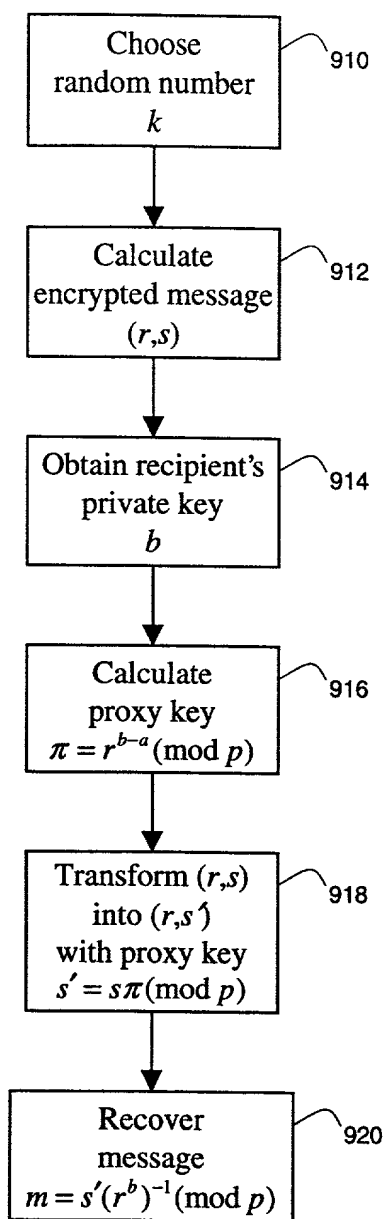 Choose
random number
k
910
Calculate
encrypted message
(r,s)
912
Obtain recipient's
private key
b
914
Calculate
proxy key
π = r^{b−a} (mod p)
916
Transform (r,s)
into (r,s′)
with proxy key
s′ = sπ (mod p)
918
Recover
message
m = s′(r^b)^{−1} (mod p)
920